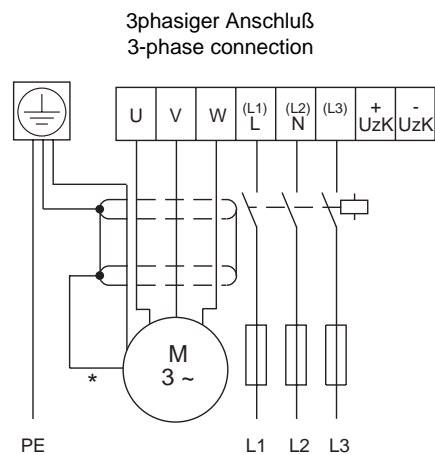 3phasiger Anschluß
3-phase connection
U V W (L1) L (L2) N (L3) + UzK - UzK
M
3 ~
*
PE L1 L2 L3